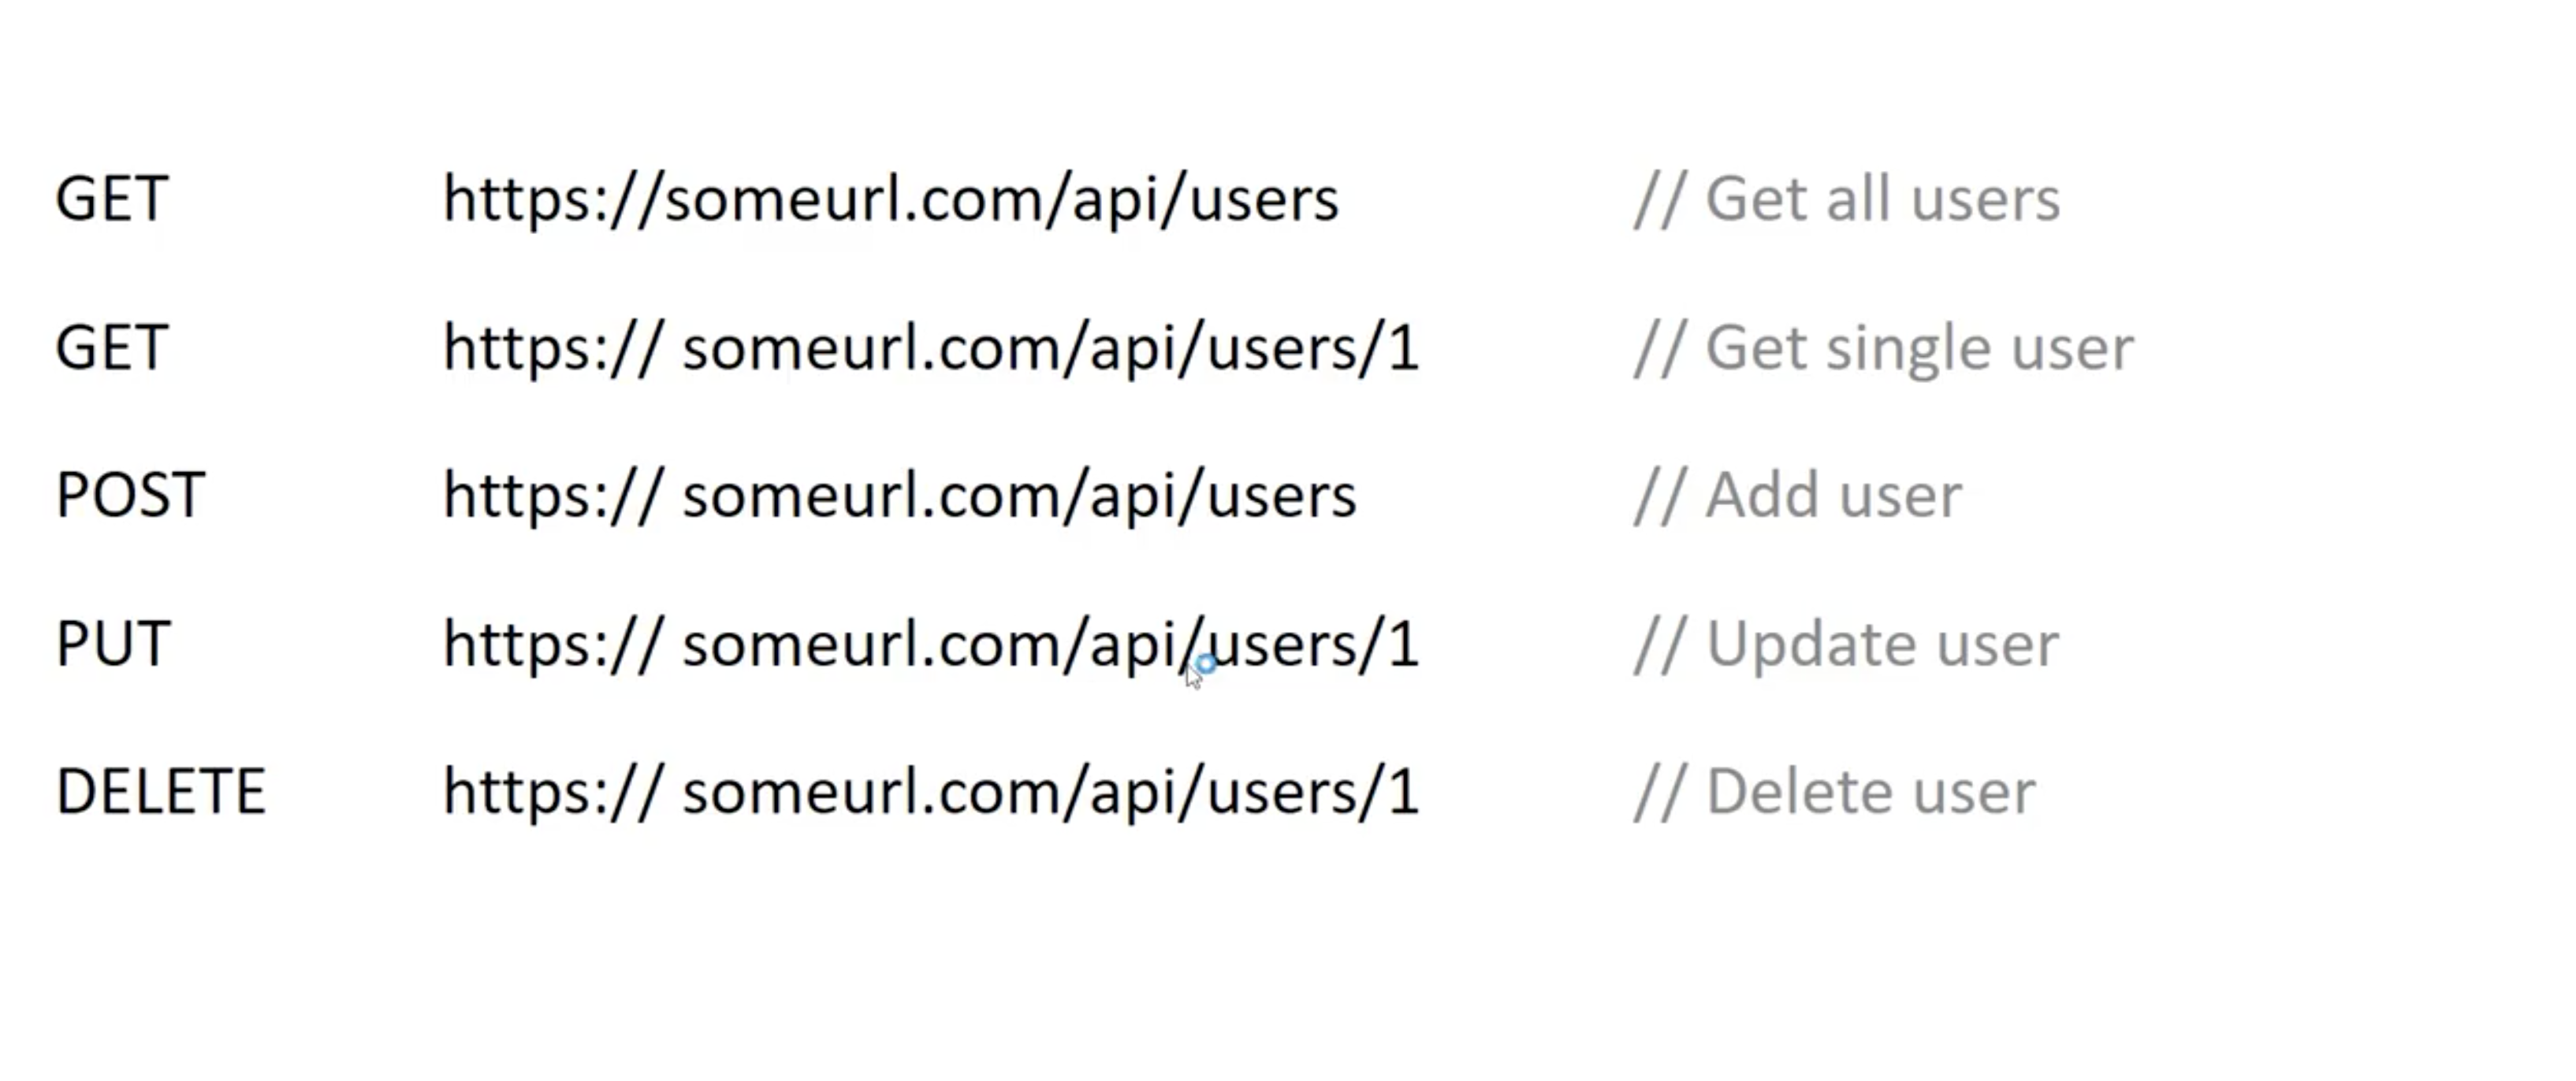 GET https://someurl.com/api/users // Get all users
GET https:// someurl.com/api/users/1 // Get single user
POST https:// someurl.com/api/users // Add user
PUT https:// someurl.com/api/users/1 // Update user
DELETE https:// someurl.com/api/users/1 // Delete user